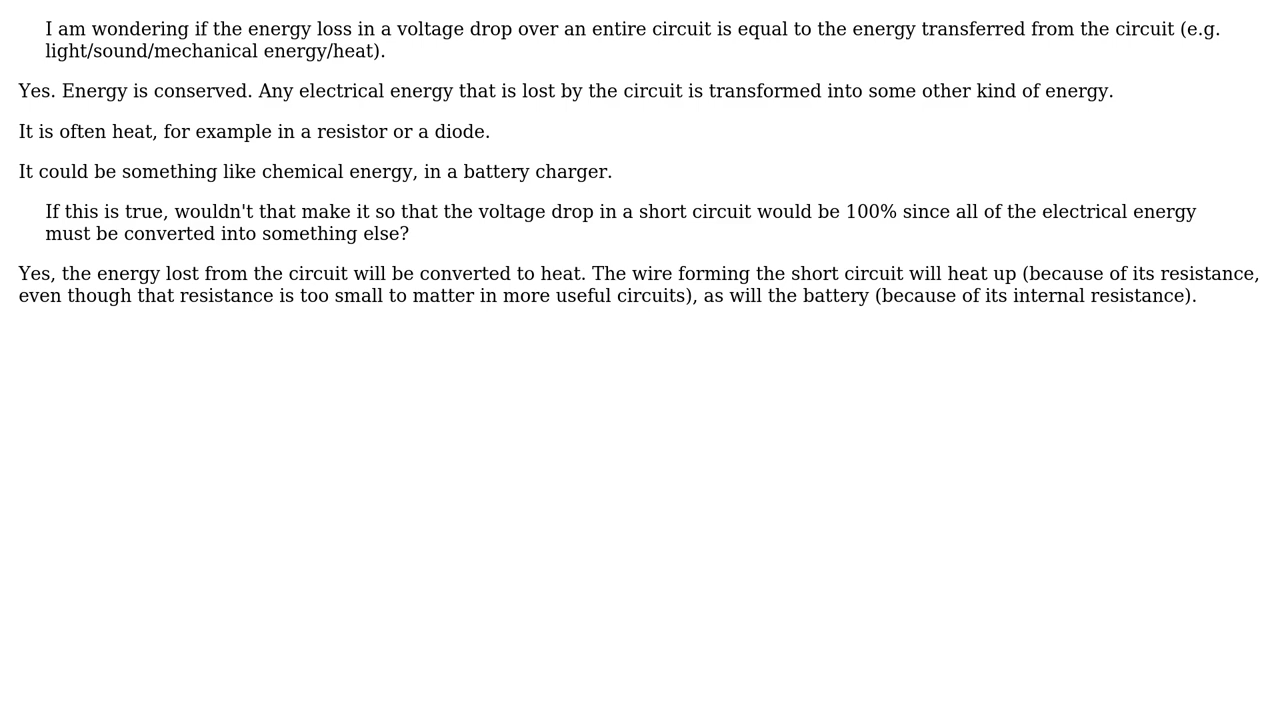 I am wondering if the energy loss in a voltage drop over an entire circuit is equal to the energy transferred from the circuit (e.g.
light/sound/mechanical energy/heat).
Yes. Energy is conserved. Any electrical energy that is lost by the circuit is transformed into some other kind of energy.
It is often heat, for example in a resistor or a diode.
It could be something like chemical energy, in a battery charger.
If this is true, wouldn't that make it so that the voltage drop in a short circuit would be 100% since all of the electrical energy
must be converted into something else?
Yes, the energy lost from the circuit will be converted to heat. The wire forming the short circuit will heat up (because of its resistance,
even though that resistance is too small to matter in more useful circuits), as will the battery (because of its internal resistance).